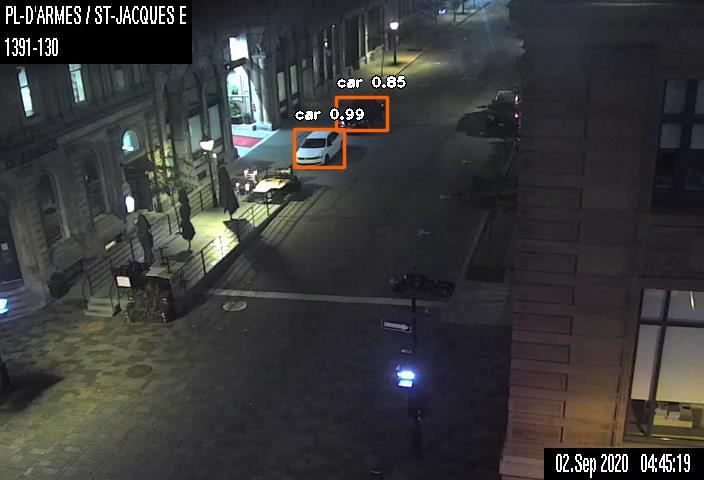 PL-D'ARMES / ST-JACQUES E
1391-130
car 0.85
car 0.99
02.Sep 2020 04:45:19